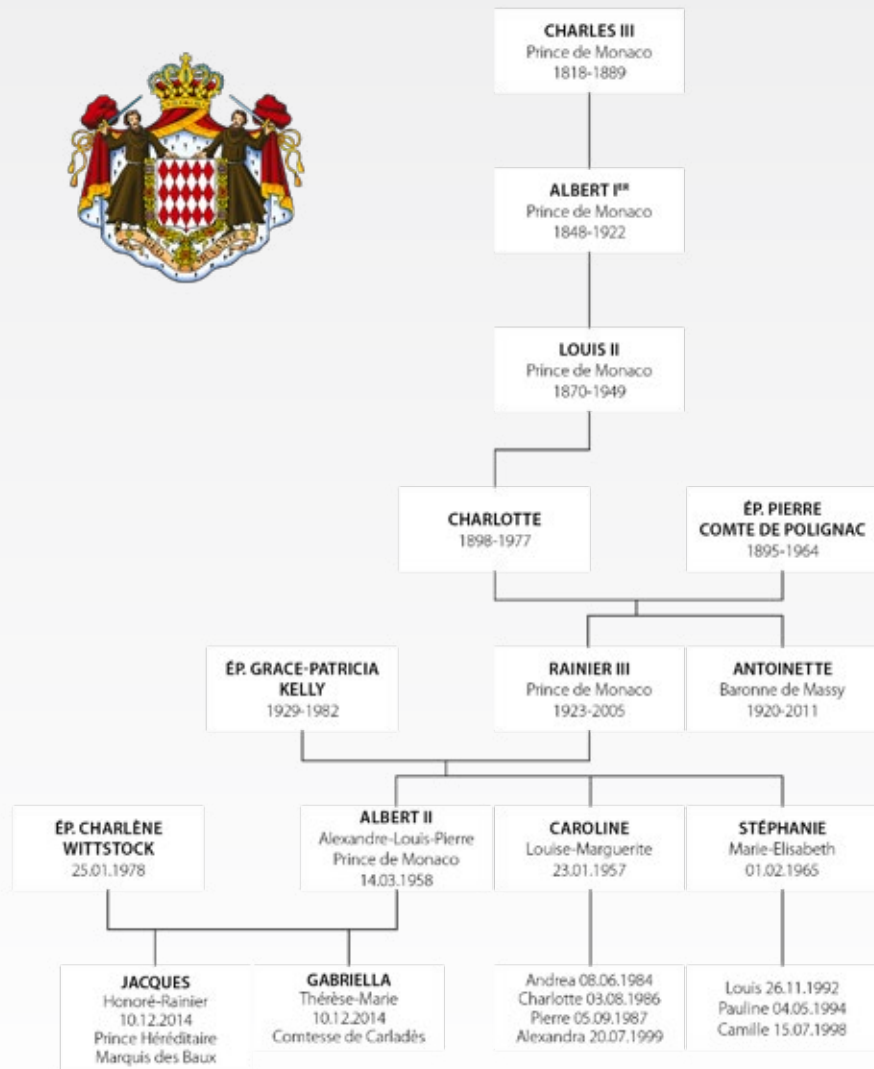 CHARLES III
Prince de Monaco
1818-1889
ALBERT IER
Prince de Monaco
1848-1922
DEO JUVANTE
LOUIS II
Prince de Monaco
1870-1949
CHARLOTTE
1898-1977
ÉP. PIERRE
COMTE DE POLIGNAC
1895-1964
ÉP. GRACE-PATRICIA
KELLY
1929-1982
RAINIER III
Prince de Monaco
1923-2005
ANTOINETTE
Baronne de Massy
1920-2011
ÉP. CHARLÈNE
WITTSTOCK
25.01.1978
ALBERT II
Alexandre-Louis-Pierre
Prince de Monaco
14.03.1958
CAROLINE
Louise-Marguerite
23.01.1957
STÉPHANIE
Marie-Elisabeth
01.02.1965
JACQUES
Honoré-Rainier
10.12.2014
Prince Héréditaire
Marquis des Baux
GABRIELLA
Thérèse-Marie
10.12.2014
Comtesse de Carladès
Andrea 08.06.1984
Charlotte 03.08.1986
Pierre 05.09.1987
Alexandra 20.07.1999
Louis 26.11.1992
Pauline 04.05.1994
Camille 15.07.1998